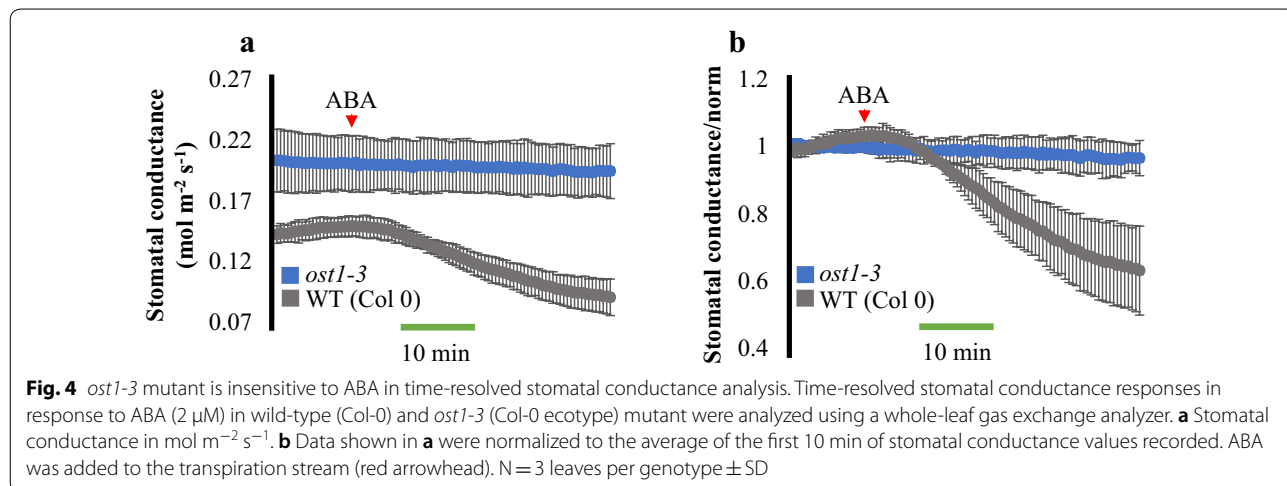 a
Stomatal conductance
(mol m⁻² s⁻¹)
0.27
0.22
0.17
0.12
0.07
ABA
ost1-3
WT (Col 0)
10 min
b
Stomatal conductance/norm
1.2
1
0.8
0.6
0.4
ABA
ost1-3
WT (Col 0)
10 min
Fig. 4 ost1-3 mutant is insensitive to ABA in time-resolved stomatal conductance analysis. Time-resolved stomatal conductance responses in
response to ABA (2 μM) in wild-type (Col-0) and ost1-3 (Col-0 ecotype) mutant were analyzed using a whole-leaf gas exchange analyzer. a Stomatal
conductance in mol m⁻² s⁻¹. b Data shown in a were normalized to the average of the first 10 min of stomatal conductance values recorded. ABA
was added to the transpiration stream (red arrowhead). N = 3 leaves per genotype ± SD